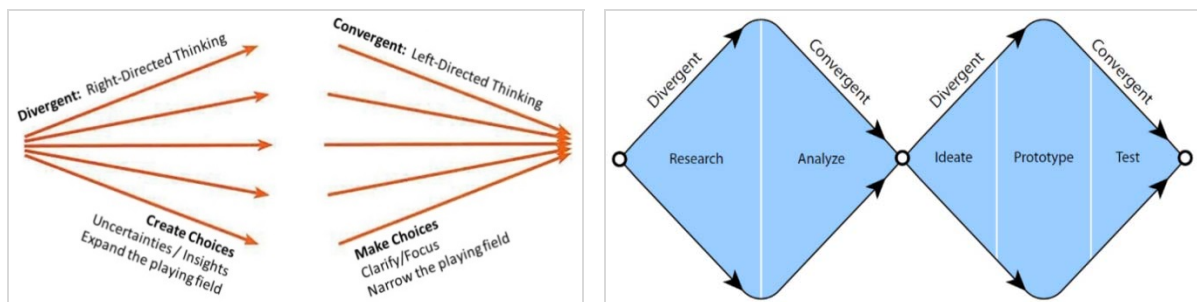 Divergent: Right-Directed Thinking
Create Choices
Uncertainties / Insights
Expand the playing field
Convergent: Left-Directed Thinking
Make Choices
Clarify/Focus
Narrow the playing field
Divergent
Convergent
Divergent
Convergent
Research
Analyze
Ideate
Prototype
Test